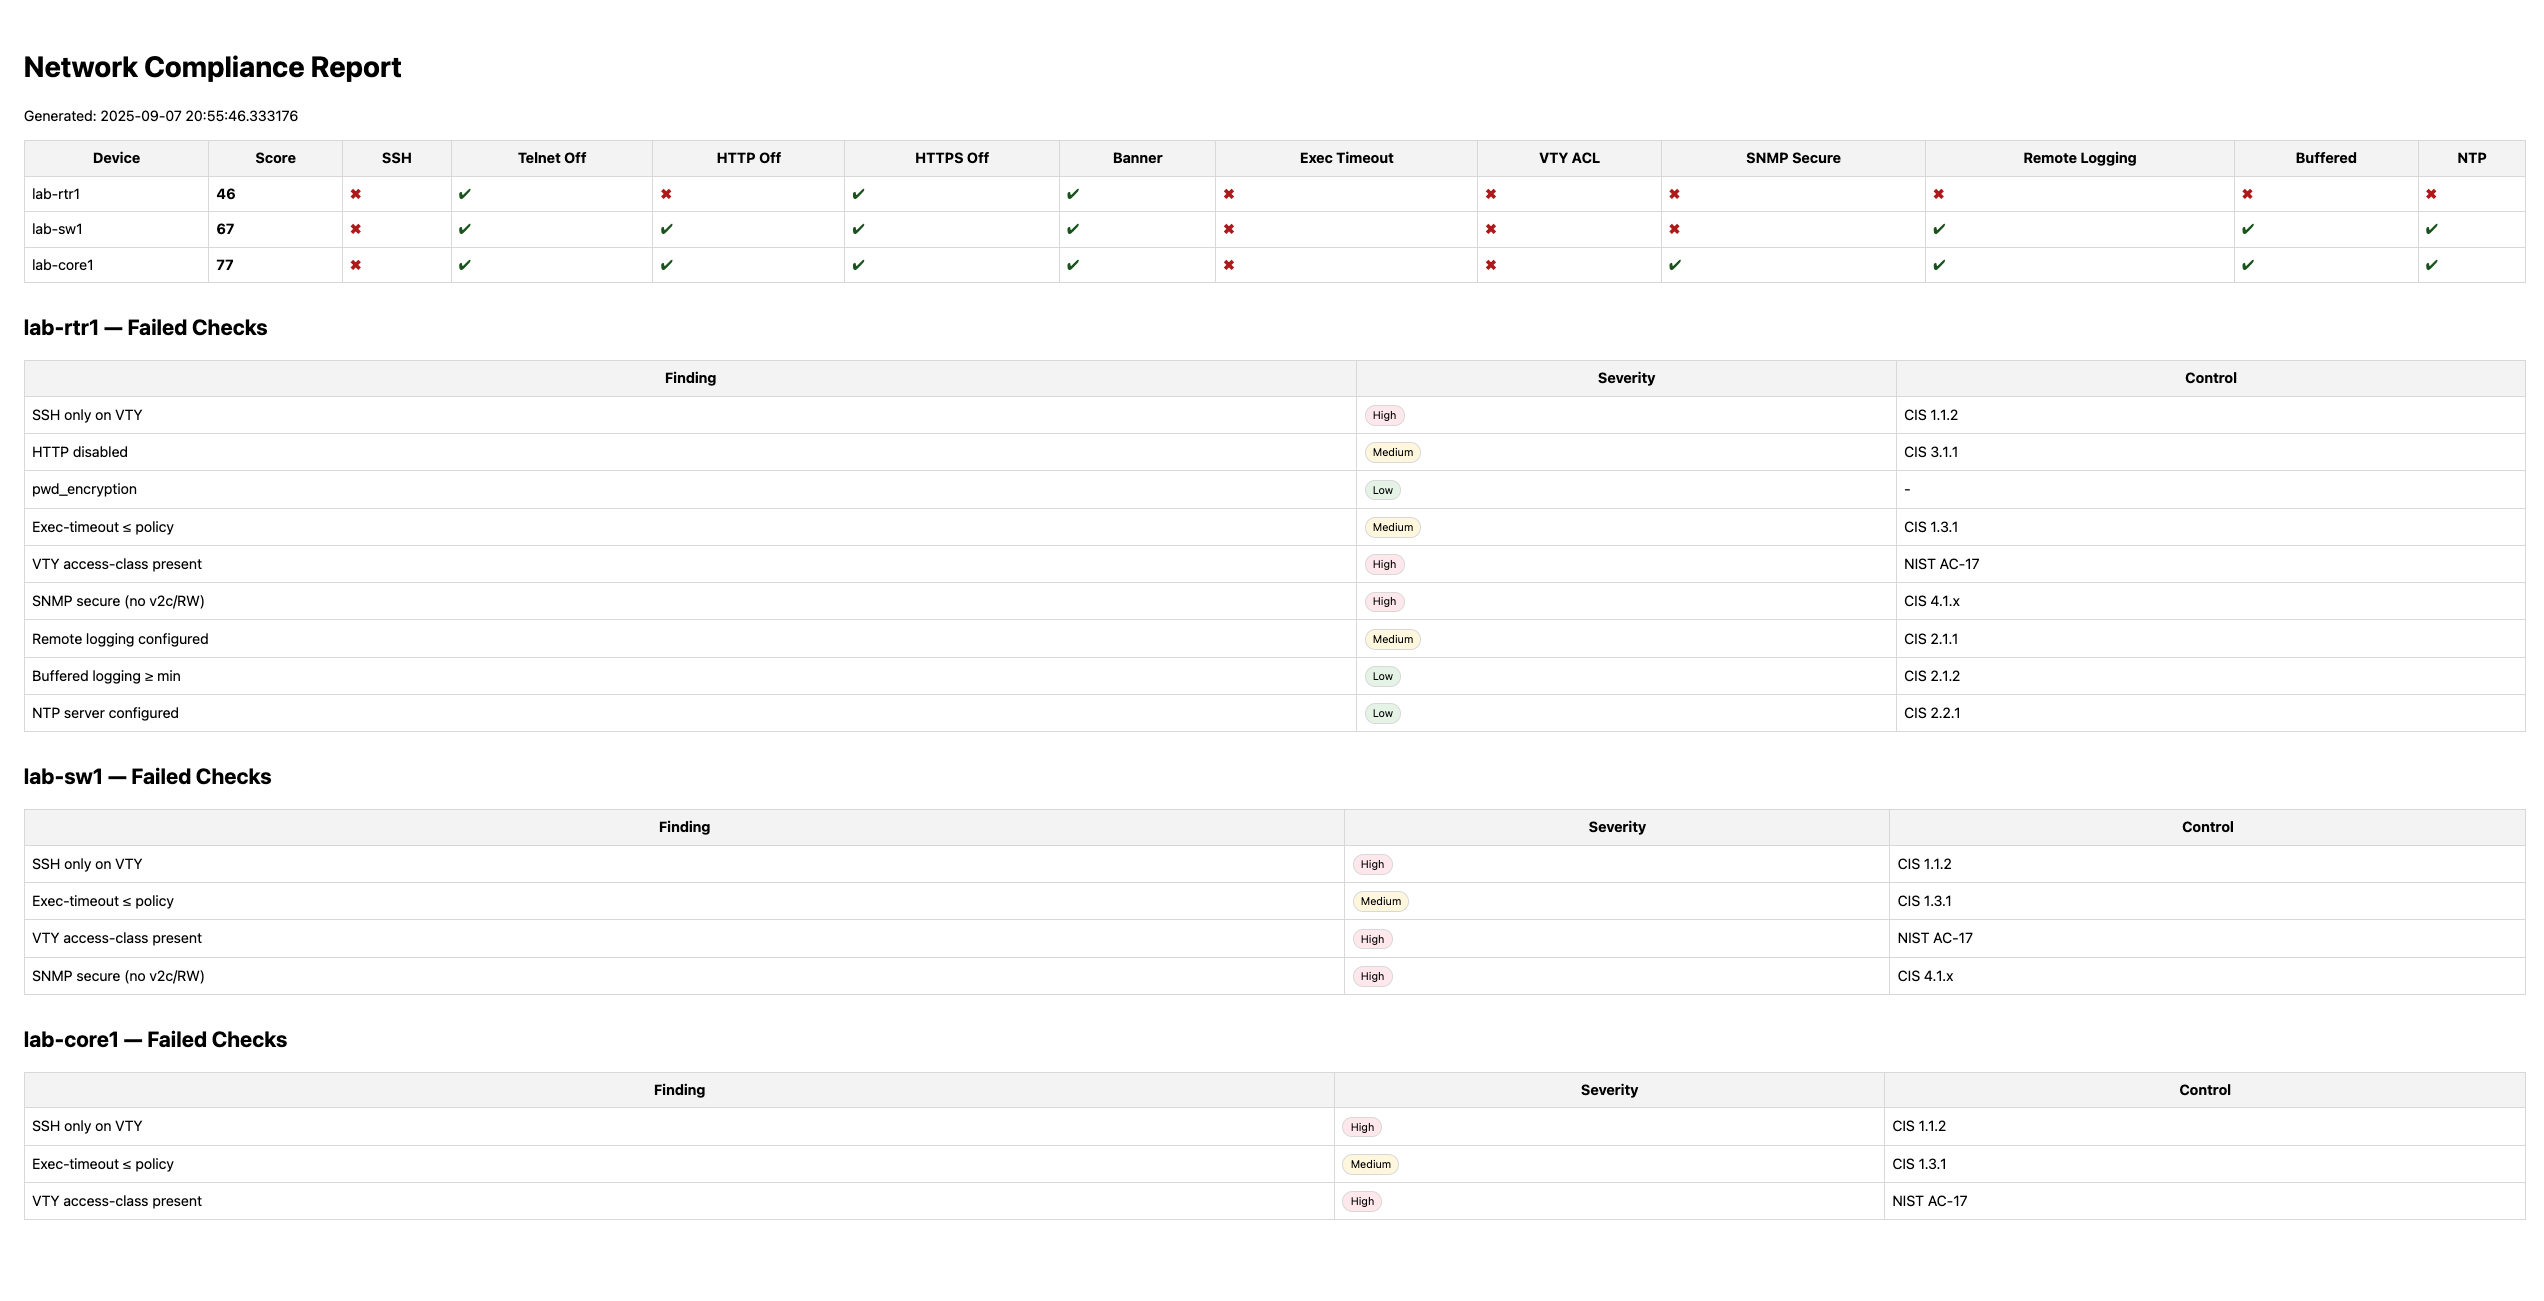 Network Compliance Report
Generated: 2025-09-07 20:55:46.333176
Device Score SSH Telnet Off HTTP Off HTTPS Off Banner Exec Timeout VTY ACL SNMP Secure Remote Logging Buffered NTP
lab-rtr1 46 ✖ ✔ ✖ ✔ ✔ ✖ ✖ ✖ ✖ ✖ ✖
lab-sw1 67 ✖ ✔ ✔ ✔ ✔ ✖ ✖ ✖ ✔ ✔ ✔
lab-core1 77 ✖ ✔ ✔ ✔ ✔ ✖ ✖ ✔ ✔ ✔ ✔
lab-rtr1 — Failed Checks
Finding Severity Control
SSH only on VTY High CIS 1.1.2
HTTP disabled Medium CIS 3.1.1
pwd_encryption Low -
Exec-timeout ≤ policy Medium CIS 1.3.1
VTY access-class present High NIST AC-17
SNMP secure (no v2c/RW) High CIS 4.1.x
Remote logging configured Medium CIS 2.1.1
Buffered logging ≥ min Low CIS 2.1.2
NTP server configured Low CIS 2.2.1
lab-sw1 — Failed Checks
Finding Severity Control
SSH only on VTY High CIS 1.1.2
Exec-timeout ≤ policy Medium CIS 1.3.1
VTY access-class present High NIST AC-17
SNMP secure (no v2c/RW) High CIS 4.1.x
lab-core1 — Failed Checks
Finding Severity Control
SSH only on VTY High CIS 1.1.2
Exec-timeout ≤ policy Medium CIS 1.3.1
VTY access-class present High NIST AC-17